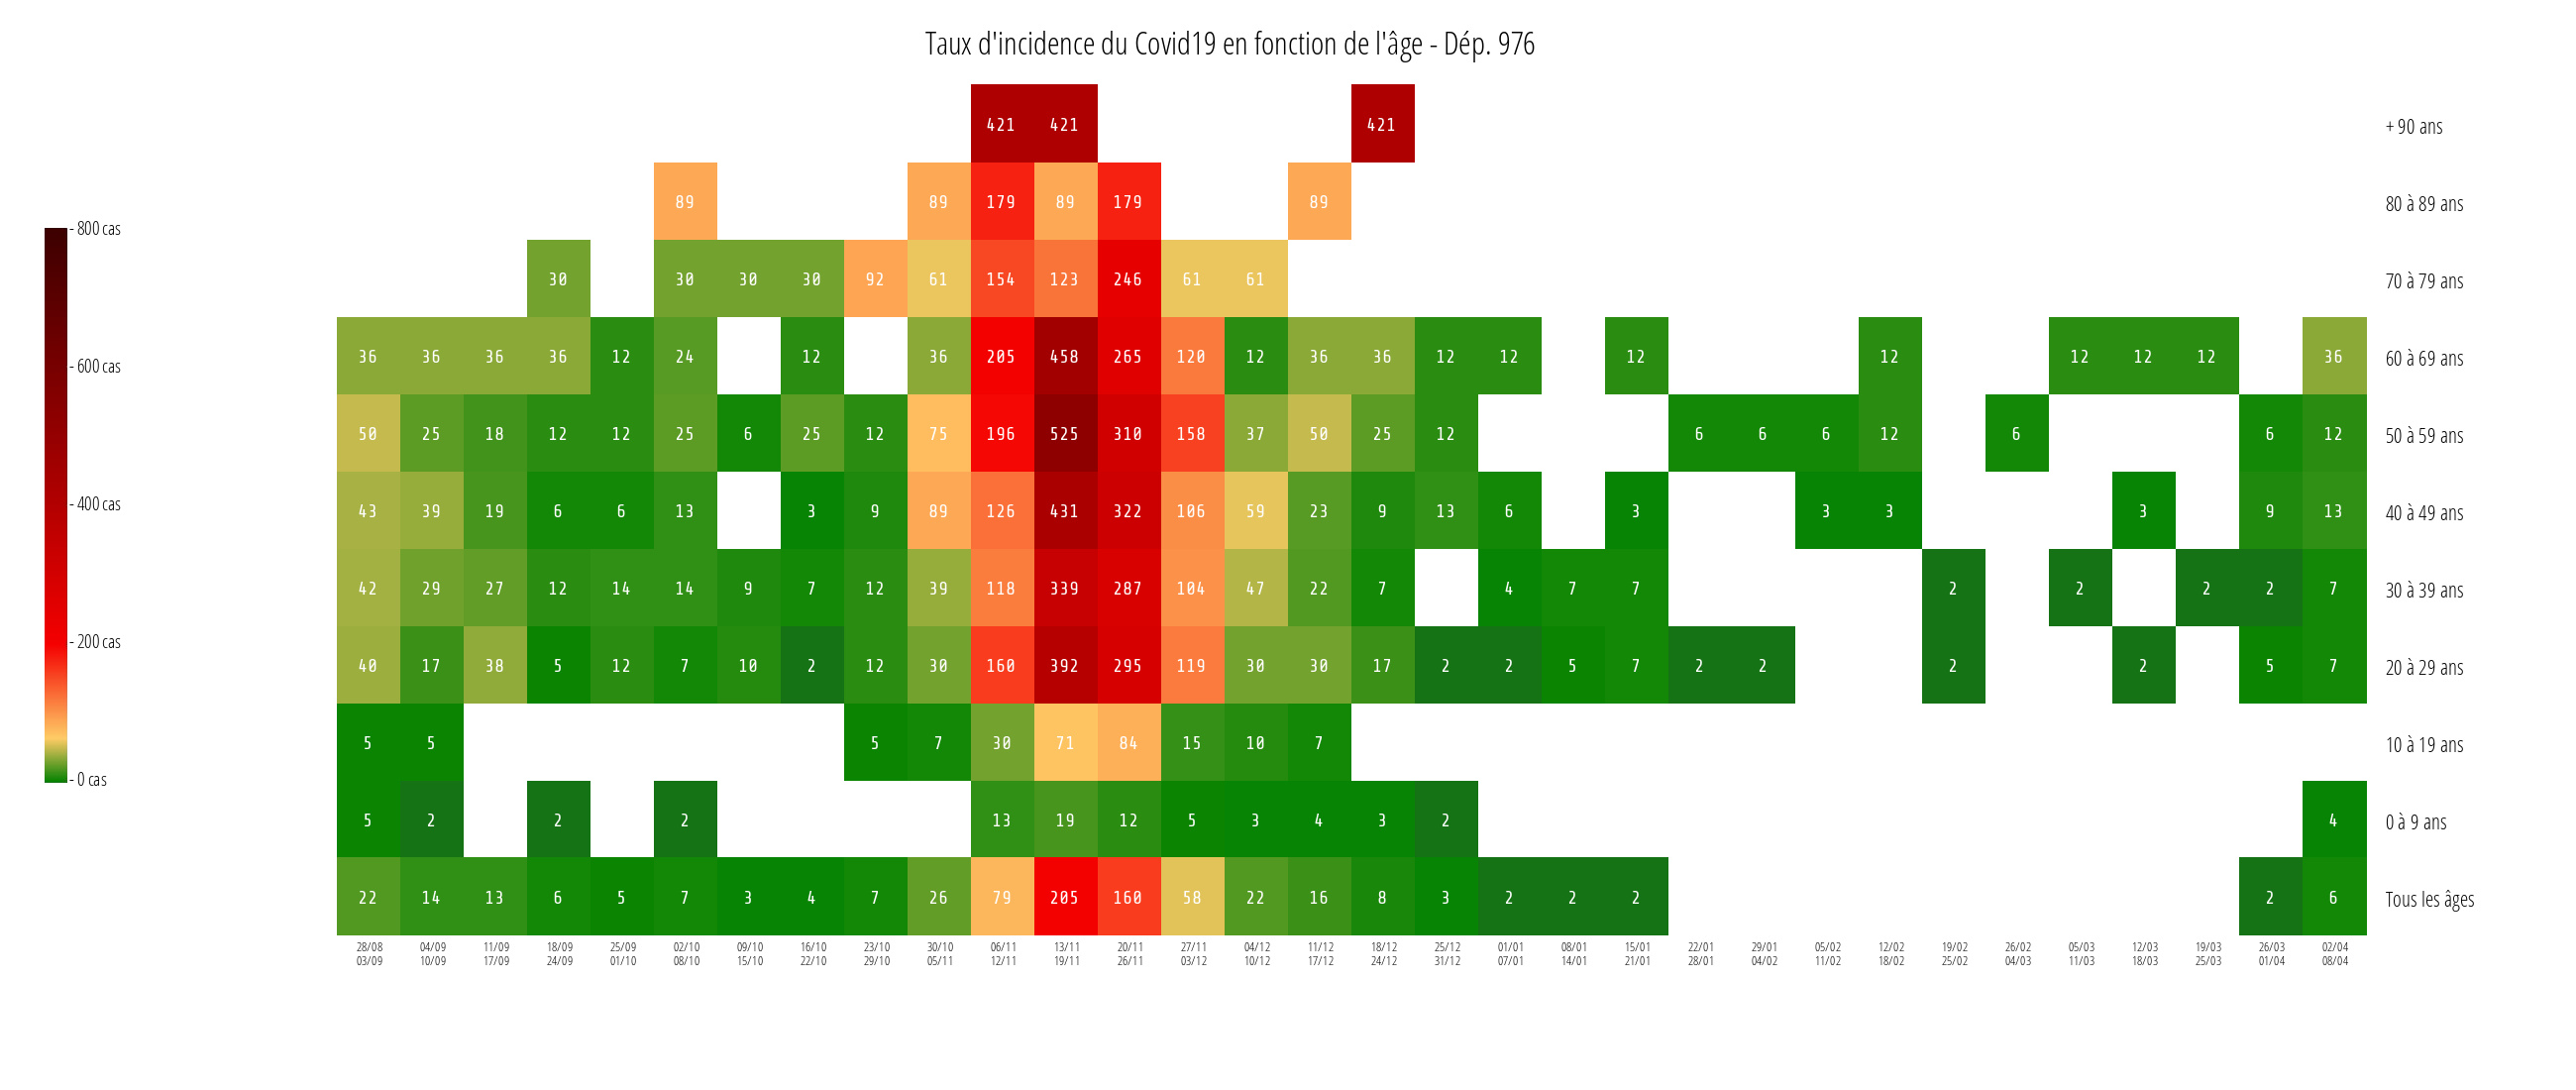 Taux d'incidence du Covid19 en fonction de l'âge - Dép. 976
- 800 cas
- 600 cas
- 400 cas
- 200 cas
- 0 cas
421 421 421 + 90 ans
89 89 179 89 179 89 80 à 89 ans
30 30 30 30 92 61 154 123 246 61 61 70 à 79 ans
36 36 36 36 12 24 12 36 205 458 265 120 12 36 36 12 12 12 12 12 12 12 36 60 à 69 ans
50 25 18 12 12 25 6 25 12 75 196 525 310 158 37 50 25 12 6 6 6 12 6 6 12 50 à 59 ans
43 39 19 6 6 13 3 9 89 126 431 322 106 59 23 9 13 6 3 3 3 3 9 13 40 à 49 ans
42 29 27 12 14 14 9 7 12 39 118 339 287 104 47 22 7 4 7 7 2 2 2 2 7 30 à 39 ans
40 17 38 5 12 7 10 2 12 30 160 392 295 119 30 30 17 2 2 5 7 2 2 2 2 5 7 20 à 29 ans
5 5 5 7 30 71 84 15 10 7 10 à 19 ans
5 2 2 2 13 19 12 5 3 4 3 2 4 0 à 9 ans
22 14 13 6 5 7 3 4 7 26 79 205 160 58 22 16 8 3 2 2 2 2 6 Tous les âges
28/08 04/09 11/09 18/09 25/09 02/10 09/10 16/10 23/10 30/10 06/11 13/11 20/11 27/11 04/12 11/12 18/12 25/12 01/01 08/01 15/01 22/01 29/01 05/02 12/02 19/02 26/02 05/03 12/03 19/03 26/03 02/04
03/09 10/09 17/09 24/09 01/10 08/10 15/10 22/10 29/10 05/11 12/11 19/11 26/11 03/12 10/12 17/12 24/12 31/12 07/01 14/01 21/01 28/01 04/02 11/02 18/02 25/02 04/03 11/03 18/03 25/03 01/04 08/04